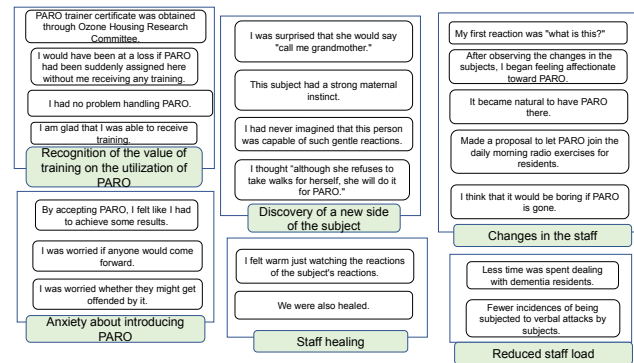 PARO trainer certificate was obtained
through Ozone Housing Research
Committee.
I would have been at a loss if PARO
had been suddenly assigned here
without me receiving any training.
I had no problem handling PARO.
I am glad that I was able to receive
training.
Recognition of the value of
training on the utilization of
PARO
By accepting PARO, I felt like I had
to achieve some results.
I was worried if anyone would come
forward.
I was worried whether they might get
offended by it.
Anxiety about introducing
PARO
I was surprised that she would say
"call me grandmother."
This subject had a strong maternal
instinct.
I had never imagined that this person
was capable of such gentle reactions.
I thought “although she refuses to
take walks for herself, she will do it
for PARO."
Discovery of a new side
of the subject
I felt warm just watching the reactions
of the subject's reactions.
We were also healed.
Staff healing
My first reaction was "what is this?"
After observing the changes in the
subjects, I began feeling affectionate
toward PARO.
It became natural to have PARO
there.
Made a proposal to let PARO join the
daily morning radio exercises for
residents.
I think that it would be boring if PARO
is gone.
Changes in the staff
Less time was spent dealing
with dementia residents.
Fewer incidences of being
subjected to verbal attacks by
subjects.
Reduced staff load